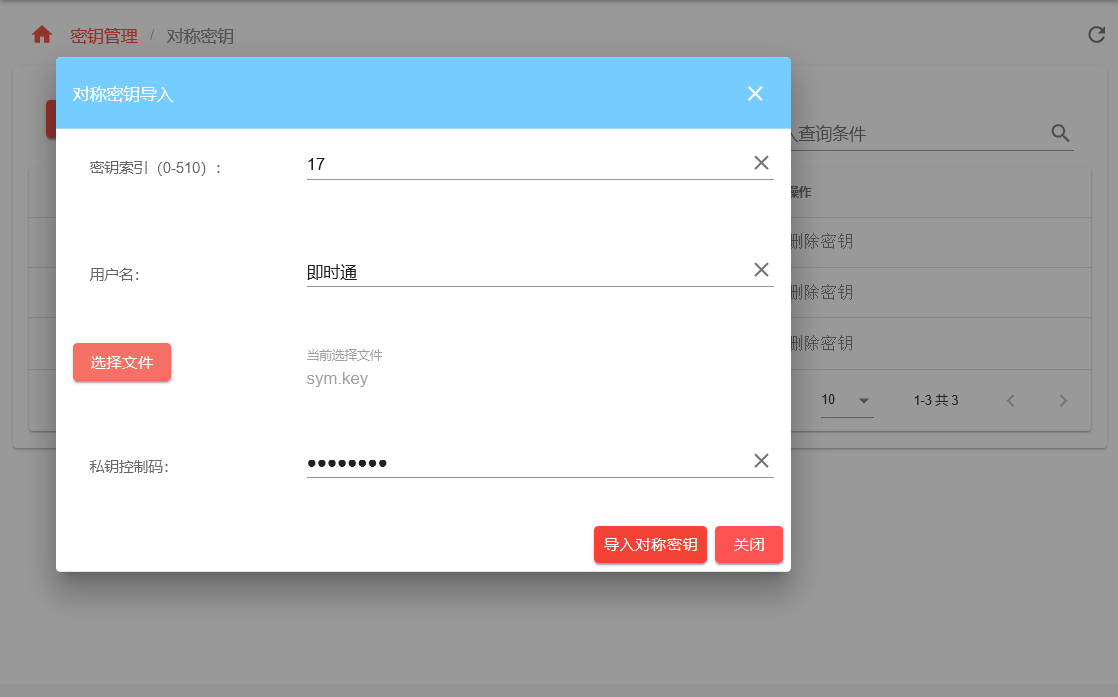 密钥管理 / 对称密钥
对称密钥导入
查询条件
密钥索引（0-510）：
17
操作
删除密钥
用户名：
即时通
删除密钥
删除密钥
选择文件
当前选择文件
sym.key
10
1-3 共 3
私钥控制码：
••••••••
导入对称密钥
关闭